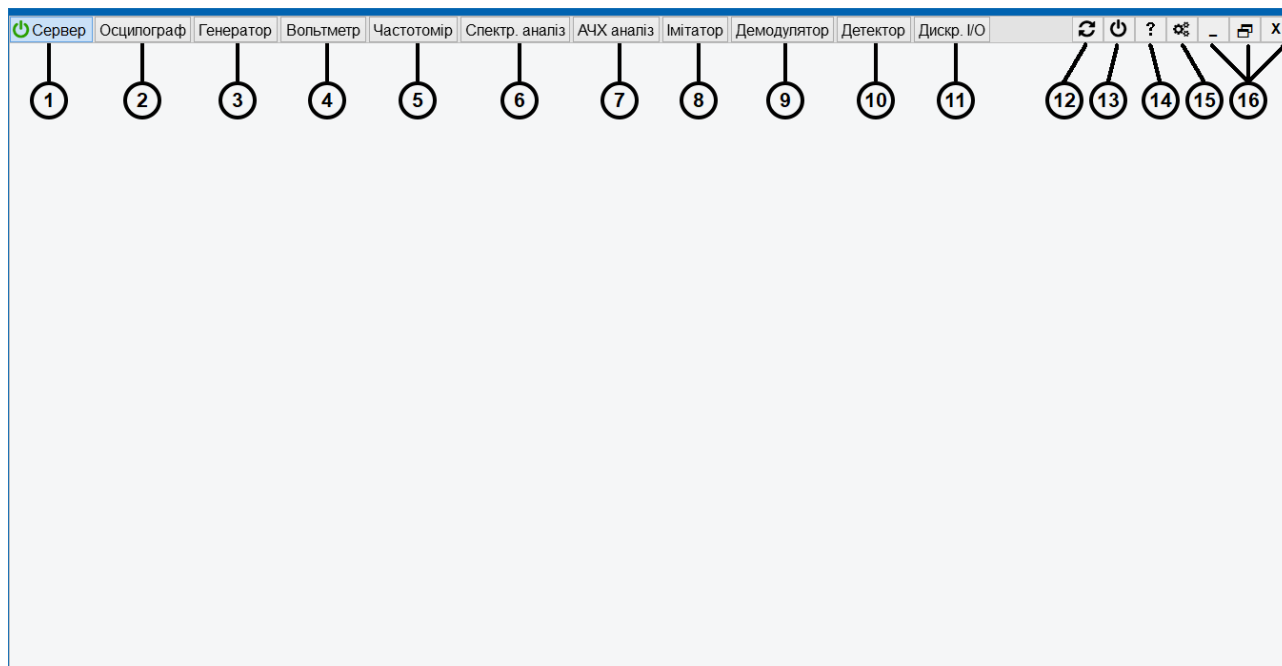 Сервер Осцилограф Генератор Вольтметр Частотомір Спектр. аналіз АЧХ аналіз Імітатор Демодулятор Детектор Дискр. I/O ? _ X
1 2 3 4 5 6 7 8 9 10 11 12 13 14 15 16